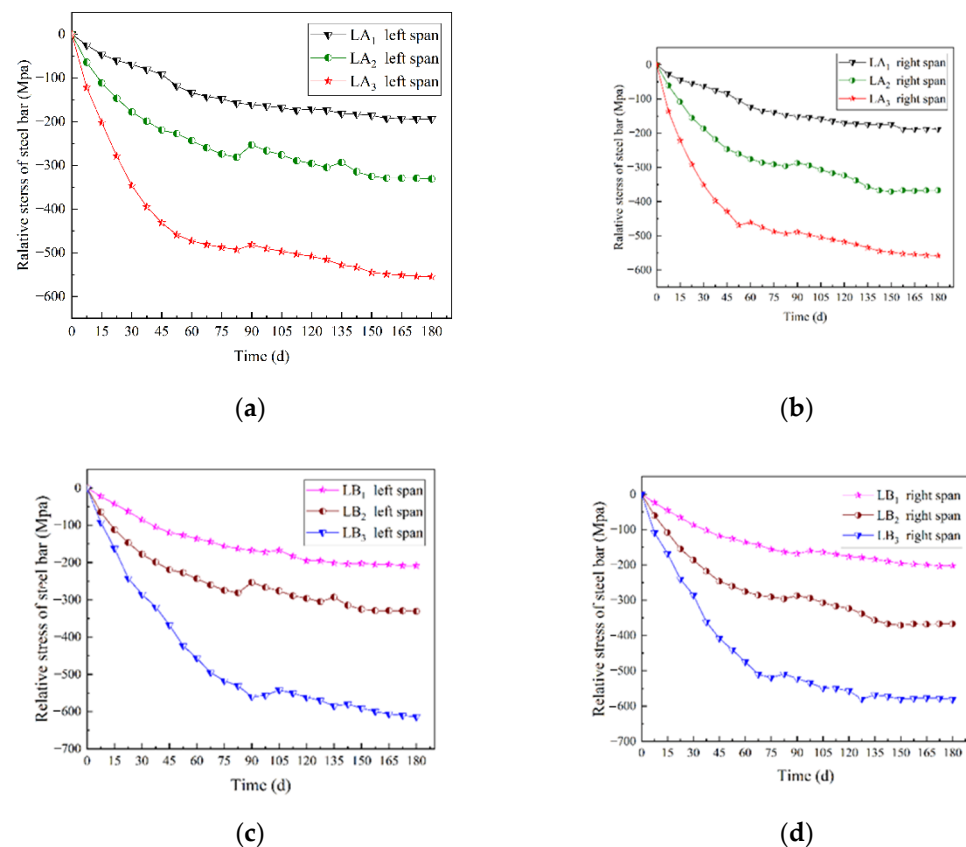 LA₁ left span
LA₂ left span
LA₃ left span
Ralative sterss of steel bar (Mpa)
0
−100
−200
−300
−400
−500
−600
0 15 30 45 60 75 90 105 120 135 150 165 180
Time (d)
(a)
LA₁ right span
LA₂ right span
LA₃ right span
Ralative sterss of steel bar (Mpa)
0
−100
−200
−300
−400
−500
−600
0 15 30 45 60 75 90 105 120 135 150 165 180
Time (d)
(b)
LB₁ left span
LB₂ left span
LB₃ left span
Relative stress of steel bar (Mpa)
0
−100
−200
−300
−400
−500
−600
−700
0 15 30 45 60 75 90 105 120 135 150 165 180
Time (d)
(c)
LB₁ right span
LB₂ right span
LB₃ right span
Relative stress of steel bar (Mpa)
0
−100
−200
−300
−400
−500
−600
−700
0 15 30 45 60 75 90 105 120 135 150 165 180
Time (d)
(d)